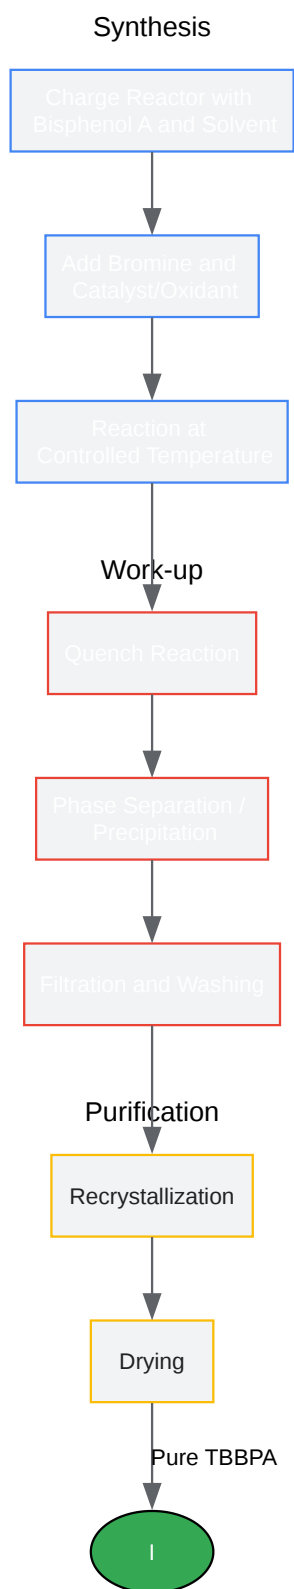 Synthesis
Charge Reactor with
Bisphenol A and Solvent
Add Bromine and
Catalyst/Oxidant
Reaction at
Controlled Temperature
Work-up
Quench Reaction
Phase Separation /
Precipitation
Filtration and Washing
Purification
Recrystallization
Drying
Pure TBBPA
I